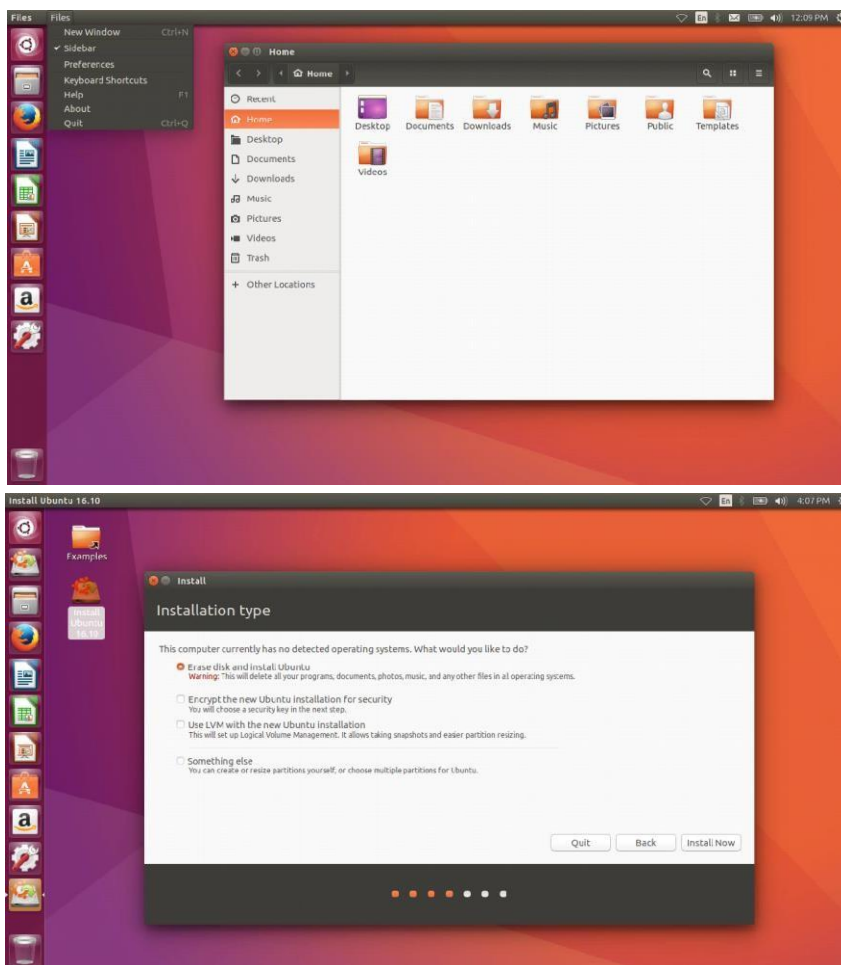 Files Files
En
12:09 PM
New Window Ctrl+N
Sidebar
Preferences
Keyboard Shortcuts
Help F1
About
Quit Ctrl+Q
Home
Home
Recent
Home
Desktop
Documents
Downloads
Music
Pictures
Videos
Trash
+ Other Locations
Desktop Documents Downloads Music Pictures Public Templates
Videos
Install Ubuntu 16.10
En
4:07 PM
Examples
Install
Ubuntu
16.10
Install
Installation type
This computer currently has no detected operating systems. What would you like to do?
Erase disk and install Ubuntu
Warning: This will delete all your programs, documents, photos, music, and any other files in all operating systems.
Encrypt the new Ubuntu installation for security
You will choose a security key in the next step.
Use LVM with the new Ubuntu installation
This will set up Logical Volume Management. It allows taking snapshots and easier partition resizing.
Something else
You can create or resize partitions yourself, or choose multiple partitions for Ubuntu.
Quit Back Install Now
a
a